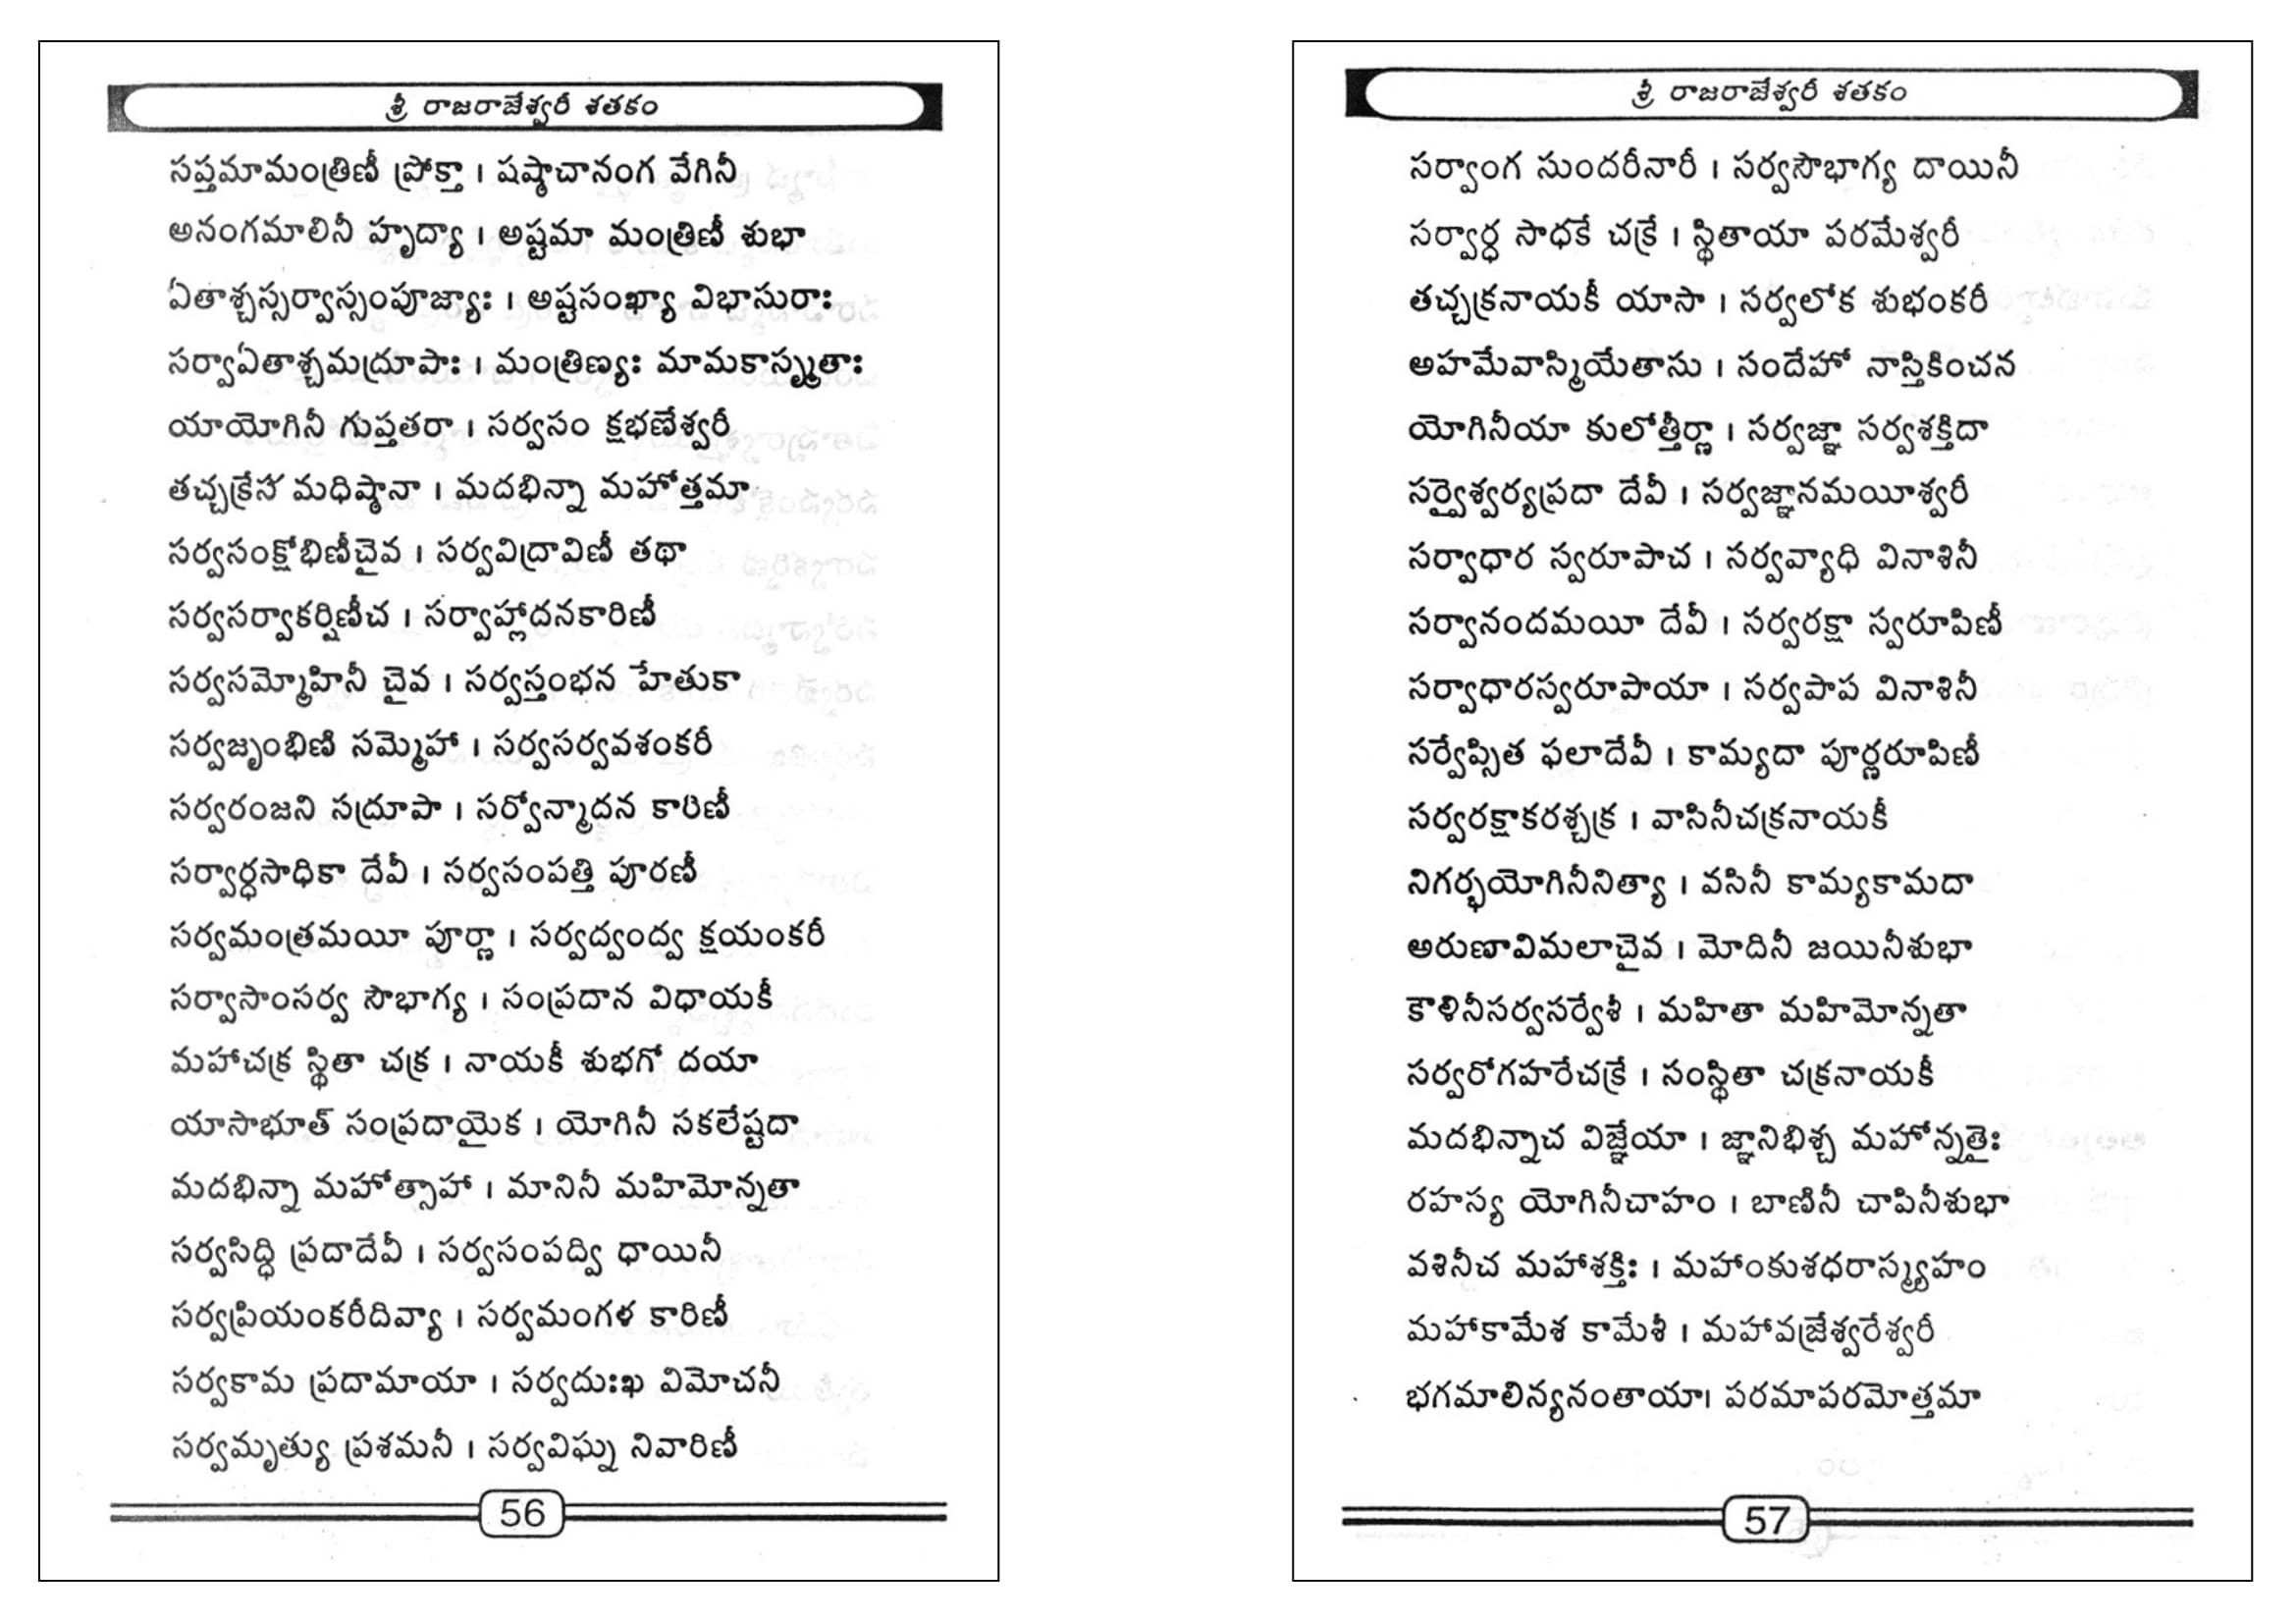 శ్రీ రాజరాజేశ్వరీ శతకం
సప్తమామంత్రిణీ ప్రోక్తా । షష్ఠాచానంగ వేగినీ
అనంగమాలినీ హృద్యా । అష్టమా మంత్రిణీ శుభా
ఏతాశ్చస్సర్వాస్సంపూజ్యాః । అష్టసంఖ్యా విభాసురాః
సర్వాఏతాశ్చమద్రూపాః । మంత్రిణ్యః మామకాస్స్మృతాః
యాయోగినీ గుప్తతరా । సర్వసం క్షభణేశ్వరీ
తచ్చక్రేస మధిష్ఠానా । మదభిన్నా మహోత్తమా
సర్వసంక్షోభిణీచైవ । సర్వవిద్రావిణీ తథా
సర్వసర్వాకర్షిణీచ । సర్వాహ్లాదనకారిణీ
సర్వసమ్మోహినీ చైవ । సర్వస్తంభన హేతుకా
సర్వజృంభిణి సమ్మెహా । సర్వసర్వవశంకరీ
సర్వరంజని సద్రూపా । సర్వోన్మాదన కారిణీ
సర్వార్ధసాధికా దేవీ । సర్వసంపత్తి పూరణీ
సర్వమంత్రమయీ పూర్ణా । సర్వద్వంద్వ క్షయంకరీ
సర్వాసాంసర్వ సౌభాగ్య । సంప్రదాన విధాయకీ
మహాచక్ర స్థితా చక్ర । నాయకీ శుభగో దయా
యాసాభూత్ సంప్రదాయైక । యోగినీ సకలేష్టదా
మదభిన్నా మహోత్సాహా । మానినీ మహిమోన్నతా
సర్వసిద్ధి ప్రదాదేవీ । సర్వసంపద్వి ధాయినీ
సర్వప్రియంకరీదివ్యా । సర్వమంగళ కారిణీ
సర్వకామ ప్రదామాయా । సర్వదుఃఖ విమోచనీ
సర్వమృత్యు ప్రశమనీ । సర్వవిఘ్న నివారిణీ
56
శ్రీ రాజరాజేశ్వరీ శతకం
సర్వాంగ సుందరీనారీ । సర్వసౌభాగ్య దాయినీ
సర్వార్ధ సాధకే చక్రే । స్థితాయా పరమేశ్వరీ
తచ్చక్రనాయకీ యాసా । సర్వలోక శుభంకరీ
అహమేవాస్మియేతాసు । సందేహో నాస్తికించన
యోగినీయా కులోత్తీర్ణా । సర్వజ్ఞా సర్వశక్తిదా
సర్వైశ్వర్యప్రదా దేవీ । సర్వజ్ఞానమయీశ్వరీ
సర్వాధార స్వరూపాచ । సర్వవ్యాధి వినాశినీ
సర్వానందమయీ దేవీ । సర్వరక్షా స్వరూపిణీ
సర్వాధారస్వరూపాయా । సర్వపాప వినాశినీ
సర్వేప్సిత ఫలాదేవీ । కామ్యదా పూర్ణరూపిణీ
సర్వరక్షాకరశ్చక్ర । వాసినీచక్రనాయకీ
నిగర్భయోగినీనిత్యా । వసినీ కామ్యకామదా
అరుణావిమలాచైవ । మోదినీ జయినీశుభా
కౌళినీసర్వసర్వేశీ । మహితా మహిమోన్నతా
సర్వరోగహరేచక్రే । సంస్థితా చక్రనాయకీ
మదభిన్నాచ విజ్ఞేయా । జ్ఞానిభిశ్చ మహోన్నతైః
రహస్య యోగినీచాహం । బాణినీ చాపినీశుభా
వశినీచ మహాశక్తిః । మహాంకుశధరాస్మ్యహం
మహాకామేశ కామేశీ । మహావజ్రేశ్వరేశ్వరీ
భగమాలిన్యనంతాయా। పరమాపరమోత్తమా
57